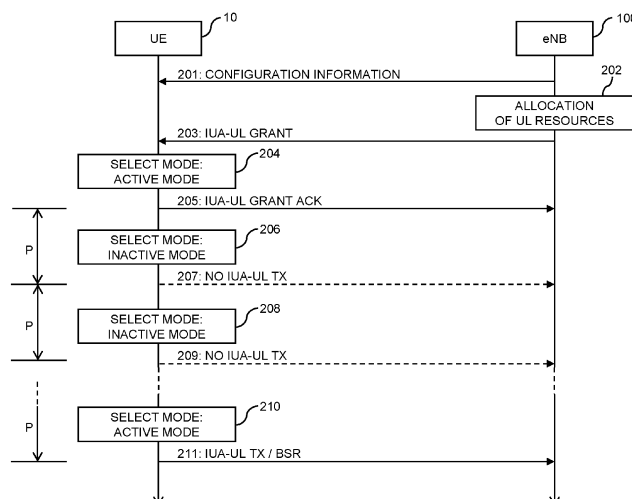 10
100
UE
eNB
201: CONFIGURATION INFORMATION
202
ALLOCATION
OF UL RESOURCES
203: IUA-UL GRANT
204
SELECT MODE:
ACTIVE MODE
205: IUA-UL GRANT ACK
206
SELECT MODE:
INACTIVE MODE
P
207: NO IUA-UL TX
208
SELECT MODE:
INACTIVE MODE
P
209: NO IUA-UL TX
210
SELECT MODE:
ACTIVE MODE
P
211: IUA-UL TX / BSR